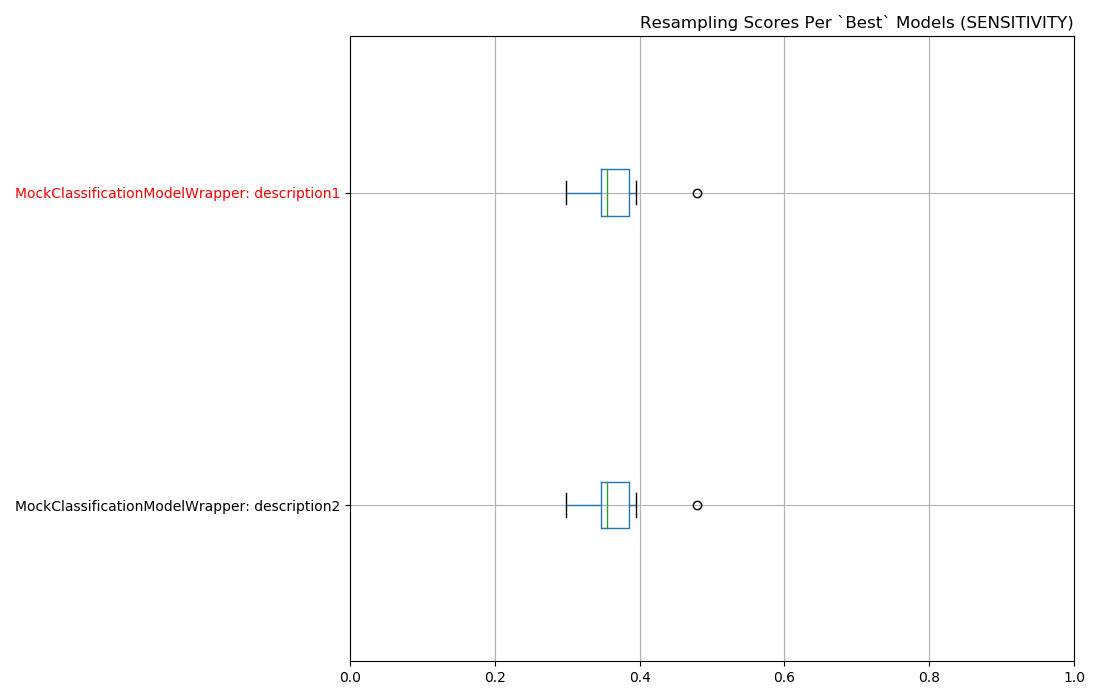 Resampling Scores Per `Best` Models (SENSITIVITY)
MockClassificationModelWrapper: description1
MockClassificationModelWrapper: description2
0.0 0.2 0.4 0.6 0.8 1.0